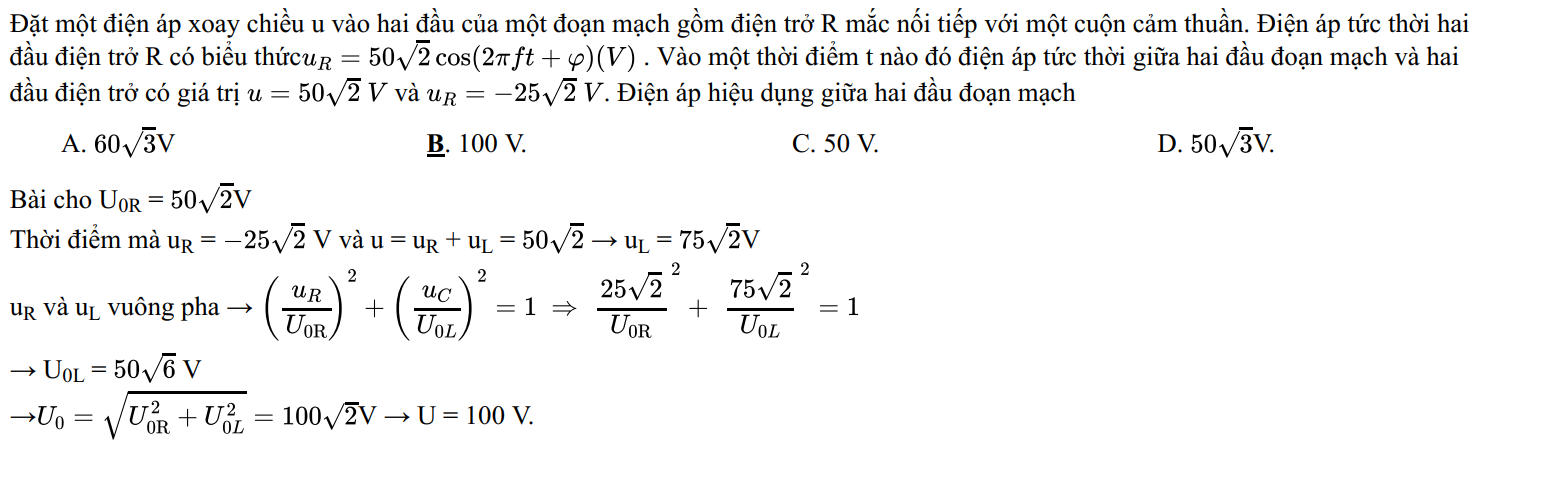 Đặt một điện áp xoay chiều u vào hai đầu của một đoạn mạch gồm điện trở R mắc nối tiếp với một cuộn cảm thuần. Điện áp tức thời hai
đầu điện trở R có biểu thức$u_R = 50\sqrt{2}\cos(2\pi ft + \varphi)(V)$ . Vào một thời điểm t nào đó điện áp tức thời giữa hai đầu đoạn mạch và hai
đầu điện trở có giá trị $u = 50\sqrt{2}\ V$ và $u_R = -25\sqrt{2}\ V$. Điện áp hiệu dụng giữa hai đầu đoạn mạch
A. $60\sqrt{3}$V B. 100 V. C. 50 V. D. $50\sqrt{3}$V.
Bài cho $U_{0R} = 50\sqrt{2}$V
Thời điểm mà $u_R = -25\sqrt{2}$ V và $u = u_R + u_L = 50\sqrt{2} \rightarrow u_L = 75\sqrt{2}$V
$u_R$ và $u_L$ vuông pha $\rightarrow \left(\frac{u_R}{U_{0R}}\right)^2 + \left(\frac{u_C}{U_{0L}}\right)^2 = 1 \Rightarrow \frac{25\sqrt{2}}{U_{0R}}^2 + \frac{75\sqrt{2}}{U_{0L}}^2 = 1$
$\rightarrow U_{0L} = 50\sqrt{6}$ V
$\rightarrow U_0 = \sqrt{U_{0R}^2 + U_{0L}^2} = 100\sqrt{2}$V $\rightarrow$ U = 100 V.